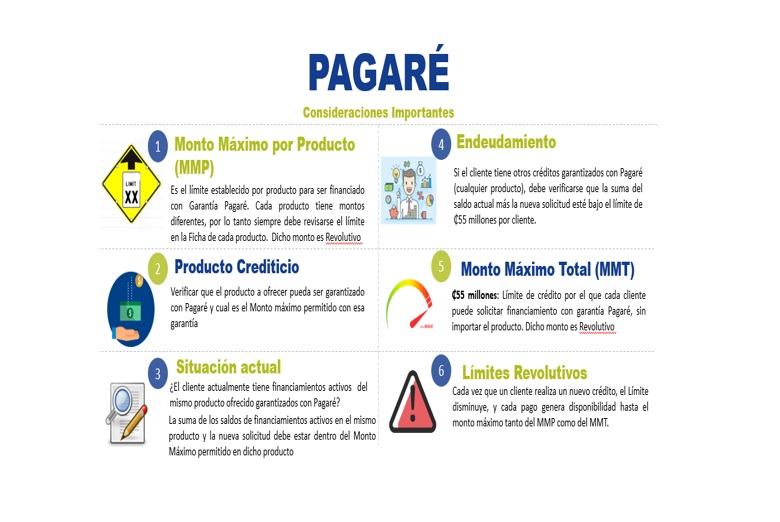 PAGARÉ
Consideraciones Importantes
1
Monto Máximo por Producto
(MMP)
LIMIT
XX
Es el límite establecido por producto para ser financiado
con Garantía Pagaré. Cada producto tiene montos
diferentes, por lo tanto siempre debe revisarse el límite
en la Ficha de cada producto. Dicho monto es Revolutivo
2
Producto Crediticio
Verificar que el producto a ofrecer pueda ser garantizado
con Pagaré y cual es el Monto máximo permitido con esa
garantía
3
Situación actual
¿El cliente actualmente tiene financiamientos activos del
mismo producto ofrecido garantizados con Pagaré?
La suma de los saldos de financiamientos activos en el mismo
producto y la nueva solicitud debe estar dentro del Monto
Máximo permitido en dicho producto
4
Endeudamiento
Si el cliente tiene otros créditos garantizados con Pagaré
(cualquier producto), debe verificarse que la suma del
saldo actual más la nueva solicitud esté bajo el límite de
₡55 millones por cliente.
5
Monto Máximo Total (MMT)
₡55 millones: Límite de crédito por el que cada cliente
puede solicitar financiamiento con garantía Pagaré, sin
importar el producto. Dicho monto es Revolutivo
6
Límites Revolutivos
Cada vez que un cliente realiza un nuevo crédito, el Límite
disminuye, y cada pago genera disponibilidad hasta el
monto máximo tanto del MMP como del MMT.